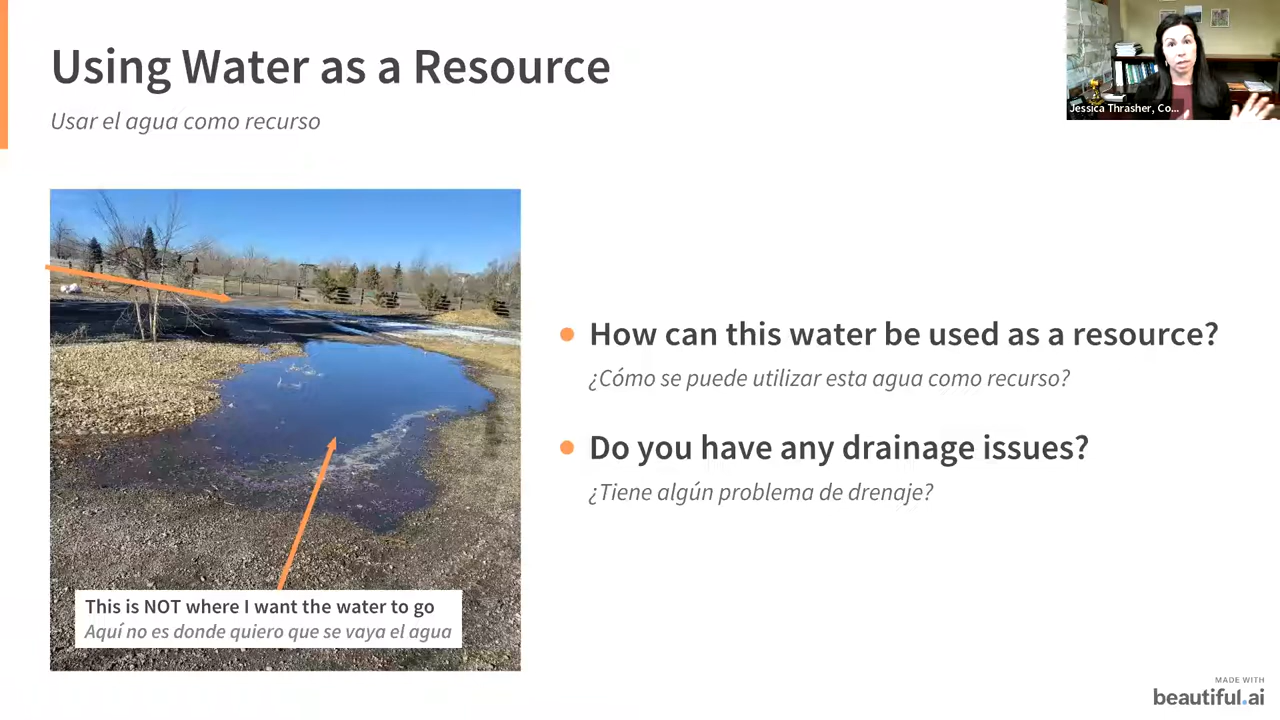 Using Water as a Resource
Usar el agua como recurso
Jessica Thrasher, Co...
How can this water be used as a resource?
¿Cómo se puede utilizar esta agua como recurso?
Do you have any drainage issues?
¿Tiene algún problema de drenaje?
This is NOT where I want the water to go
Aquí no es donde quiero que se vaya el agua
MADE WITH
beautiful.ai